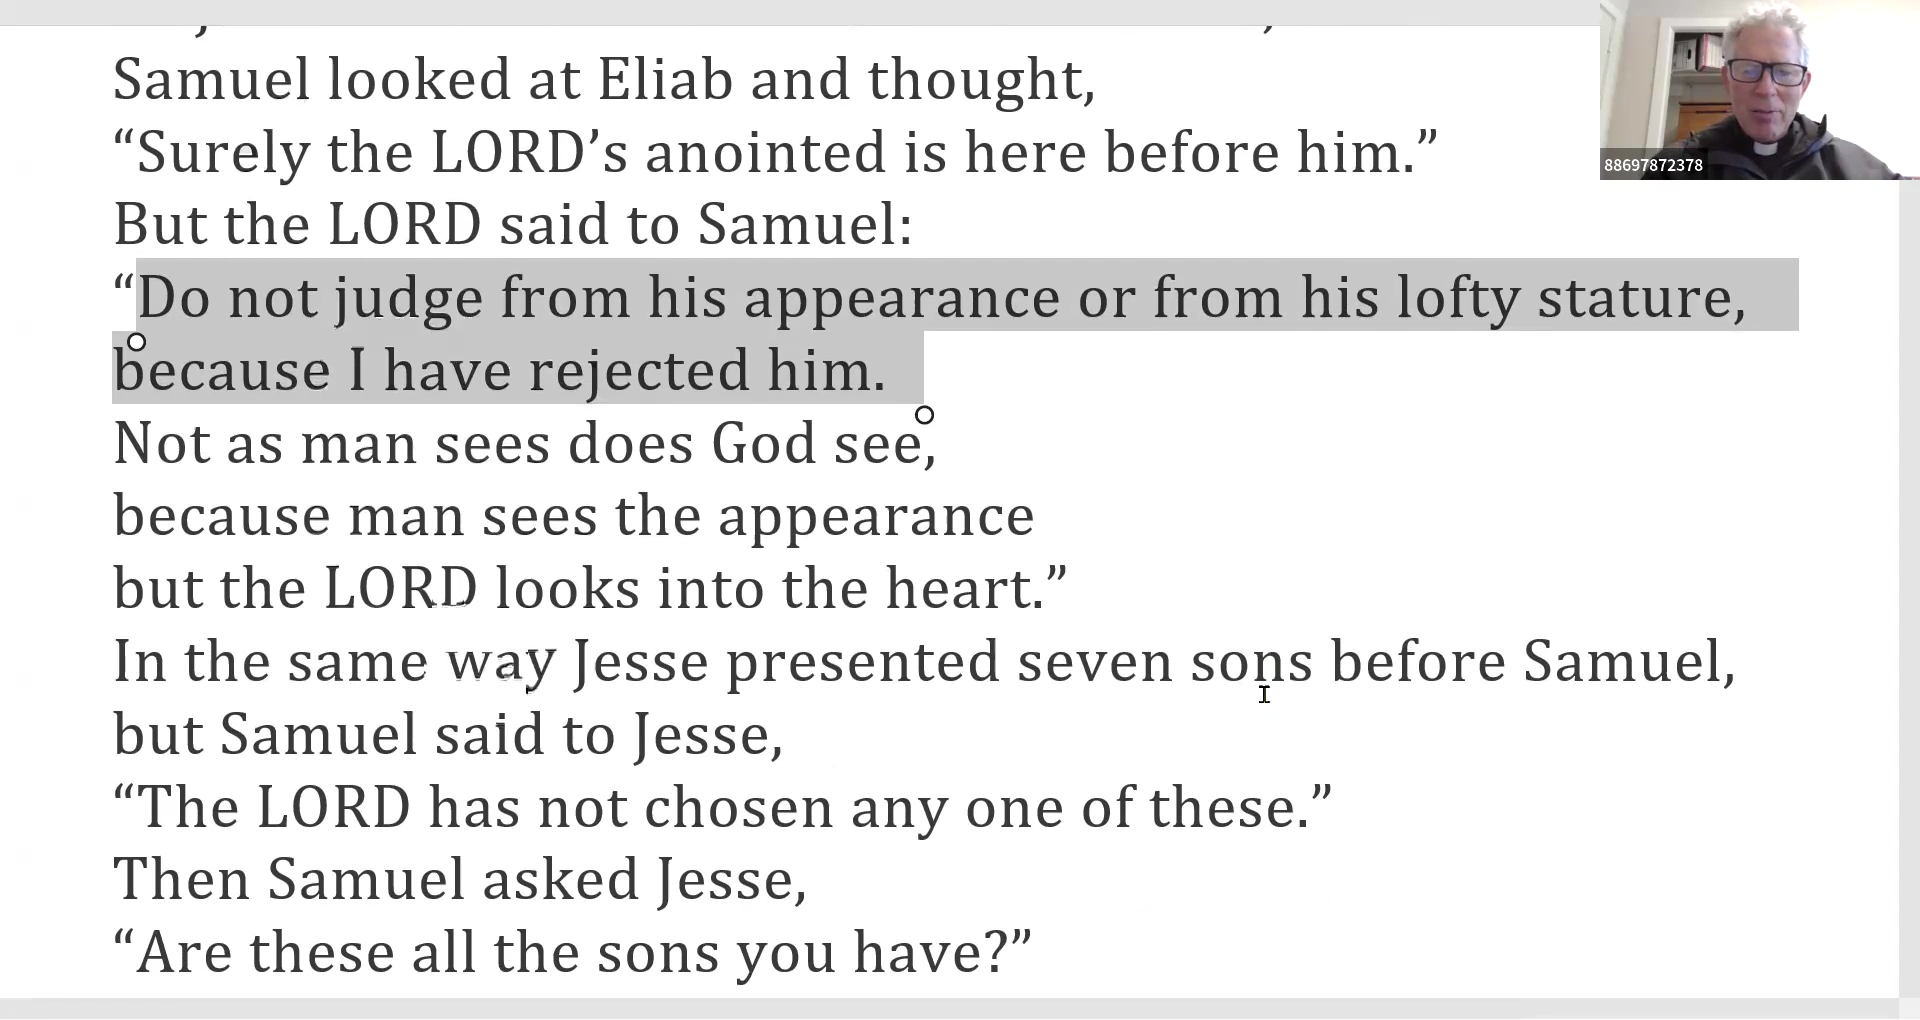 Samuel looked at Eliab and thought,
“Surely the LORD’s anointed is here before him.”
88697872378
But the LORD said to Samuel:
“Do not judge from his appearance or from his lofty stature,
because I have rejected him.
Not as man sees does God see,
because man sees the appearance
but the LORD looks into the heart.”
In the same way Jesse presented seven sons before Samuel,
but Samuel said to Jesse,
“The LORD has not chosen any one of these.”
Then Samuel asked Jesse,
“Are these all the sons you have?”